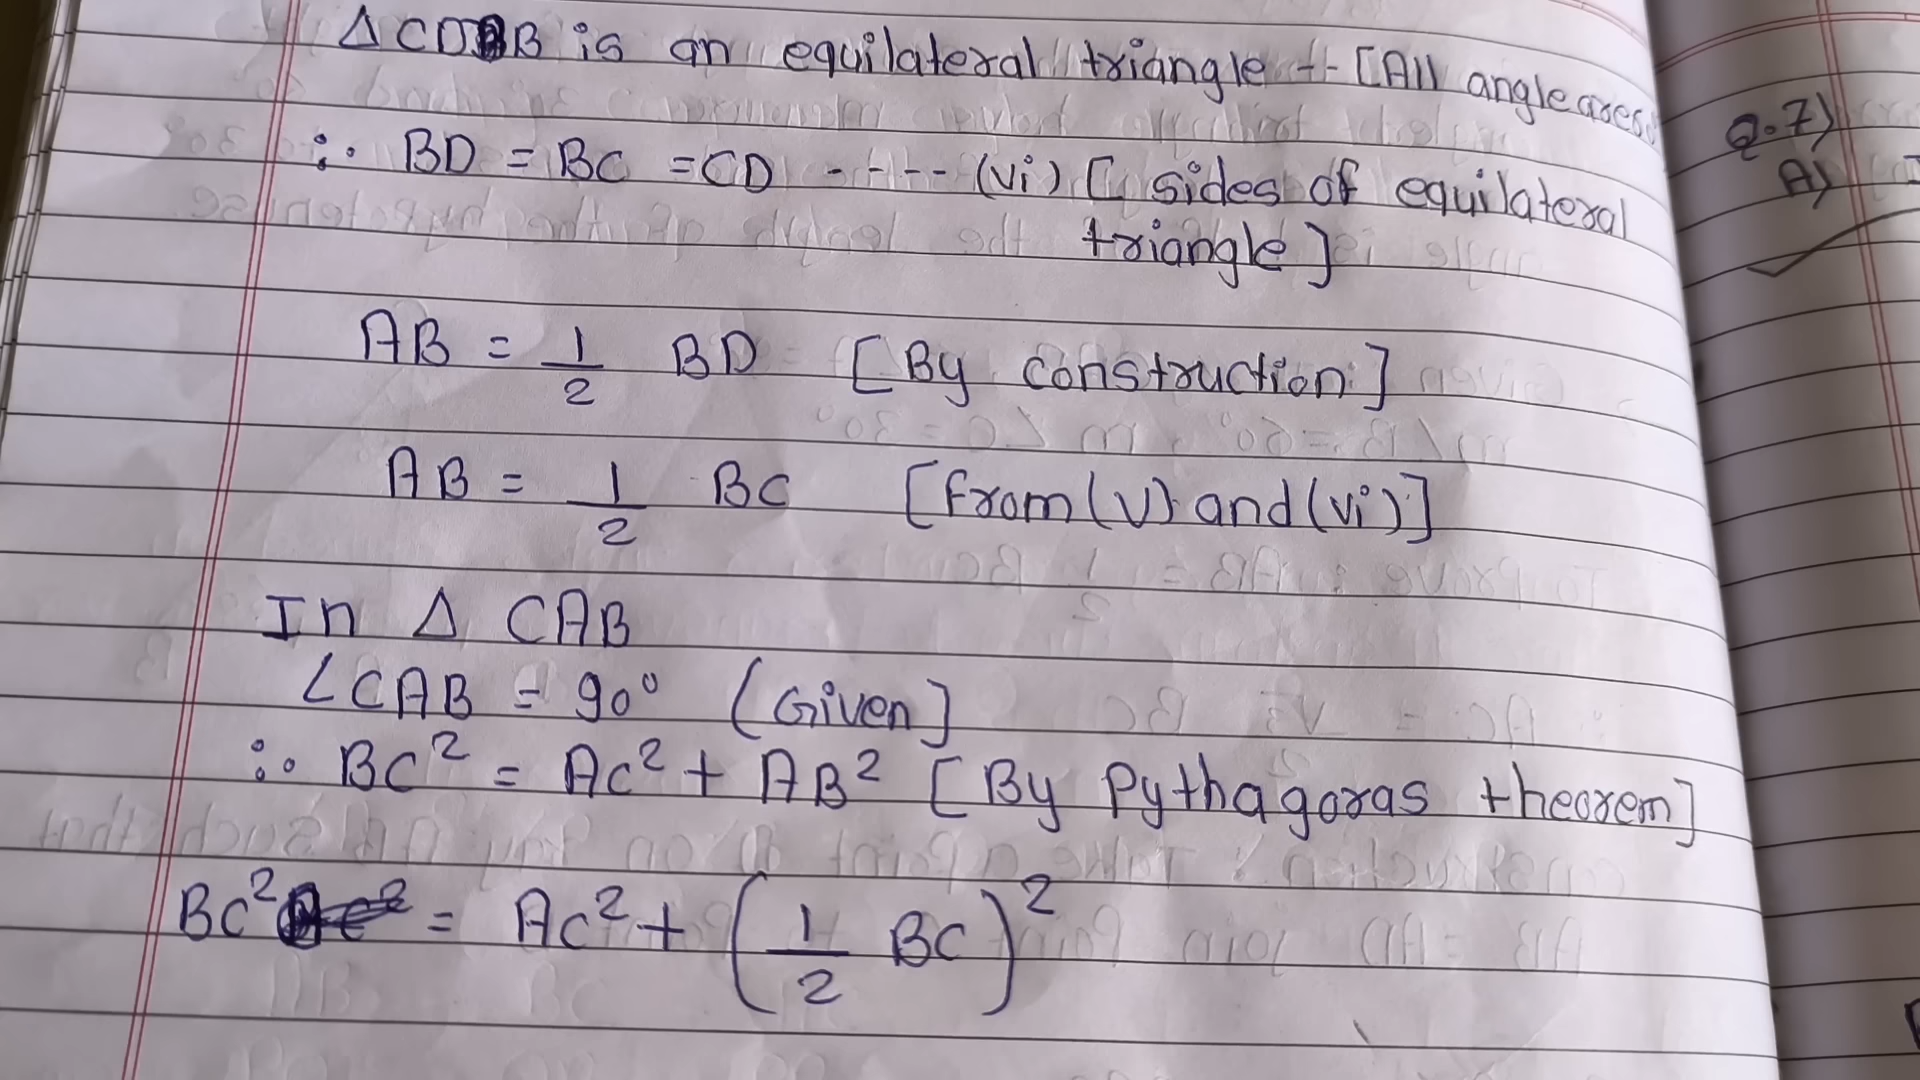 Δ CDB is an equilateral triangle -- [All angle are
∴ BD = BC = CD ----- (vi) [ sides of equilateral
triangle ]
AB = 1/2 BD [By construction]
AB = 1/2 BC [from (v) and (vi)]
In Δ CAB
∠CAB = 90° (Given]
∴ BC² = AC² + AB² [ By Pythagoras theorem]
BC² = AC² + (1/2 BC)²
Q.7)
A)